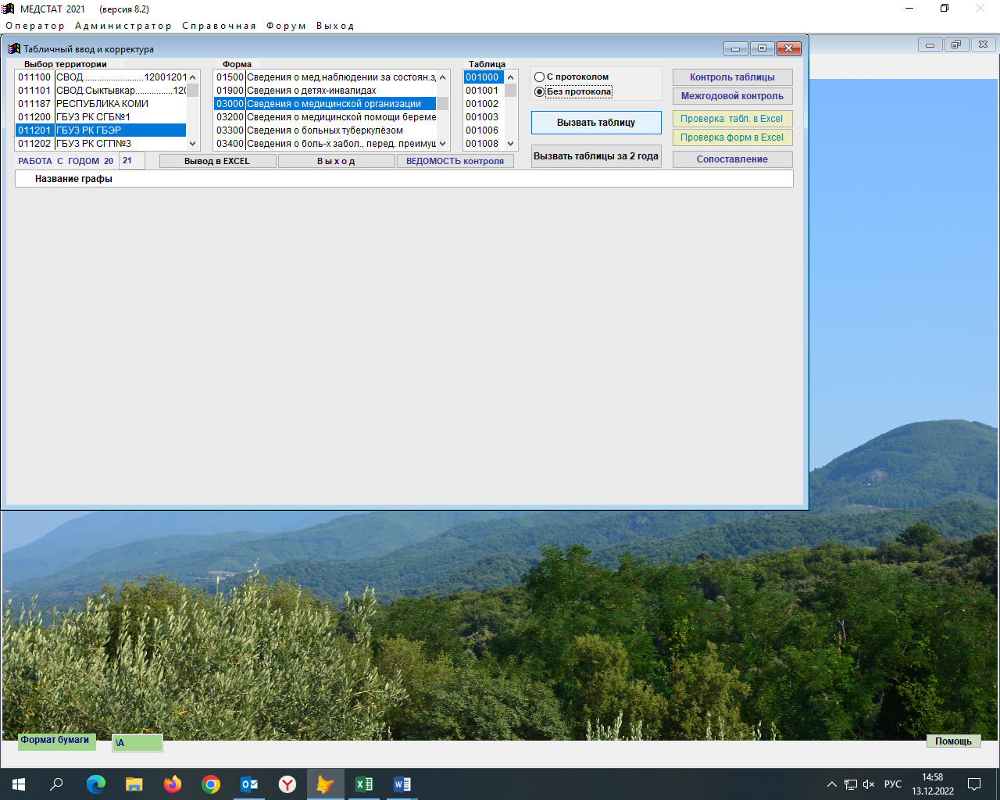 МЕДСТАТ 2021 (версия 8.2)
Оператор Администратор Справочная Форум Выход
Табличный ввод и корректура
Выбор территории
011100 СВОД..........................12001201
011101 СВОД.Сыктывкар................120
011187 РЕСПУБЛИКА КОМИ
011200 ГБУЗ РК СГБ№1
011201 ГБУЗ РК ГБЭР
011202 ГБУЗ РК СГП№3
Форма
01500 Сведения о мед.наблюдении за состоян.з
01900 Сведения о детях-инвалидах
03000 Сведения о медицинской организации
03200 Сведения о медицинской помощи береме
03300 Сведения о больных туберкулёзом
03400 Сведения о боль-х забол., перед. преимущ
Таблица
001000
001001
001002
001003
001006
001008
С протоколом
Без протокола
Вызвать таблицу
Вызвать таблицы за 2 года
Контроль таблицы
Межгодовой контроль
Проверка табл. в Excel
Проверка форм в Excel
Сопоставление
РАБОТА С ГОДОМ 20 21
Вывод в EXCEL
В ы х о д
ВЕДОМОСТЬ контроля
Название графы
Формат бумаги
\A
Помощь
РУС
14:58
13.12.2022